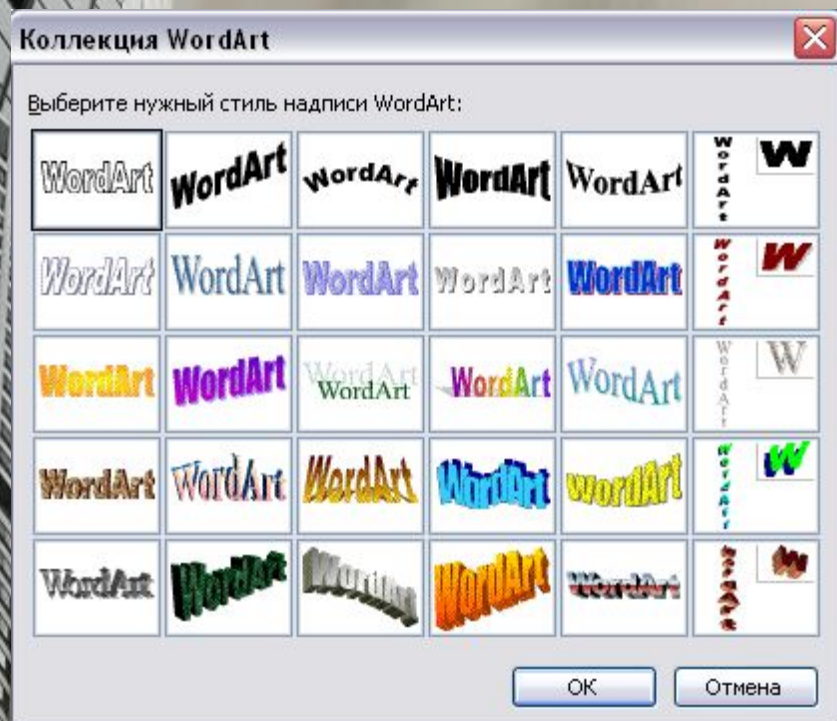 Коллекция WordArt
Выберите нужный стиль надписи WordArt:
WordArt WordArt WordArt WordArt WordArt WordArt W
WordArt WordArt WordArt WordArt WordArt WordArt W
WordArt WordArt WordArt WordArt WordArt WordArt WordArt W
WordArt WordArt WordArt WordArt WordArt WordArt W
WordArt WordArt WordArt WordArt WordArt WordArt W
ОК Отмена